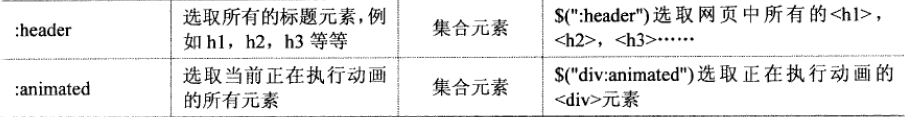 :header
选取所有的标题元素，例
如 h1，h2，h3 等等
集合元素
$(":header")选取网页中所有的<h1>，
<h2>，<h3>……
:animated
选取当前正在执行动画
的所有元素
集合元素
$("div:animated")选取正在执行动画的
<div>元素